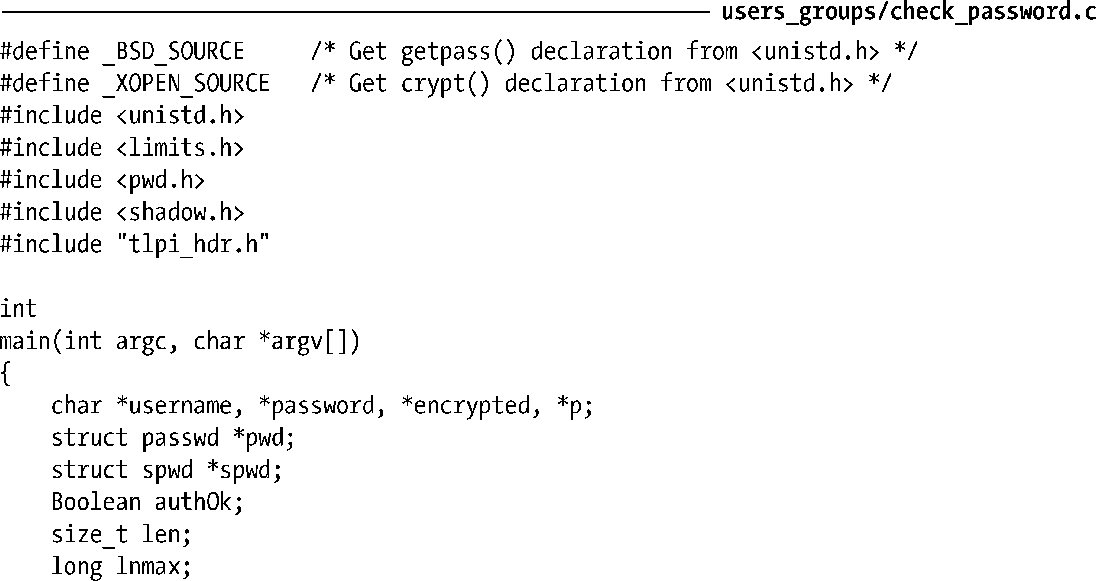 users_groups/check_password.c
#define _BSD_SOURCE     /* Get getpass() declaration from <unistd.h> */
#define _XOPEN_SOURCE   /* Get crypt() declaration from <unistd.h> */
#include <unistd.h>
#include <limits.h>
#include <pwd.h>
#include <shadow.h>
#include "tlpi_hdr.h"

int
main(int argc, char *argv[])
{
    char *username, *password, *encrypted, *p;
    struct passwd *pwd;
    struct spwd *spwd;
    Boolean authOk;
    size_t len;
    long lnmax;